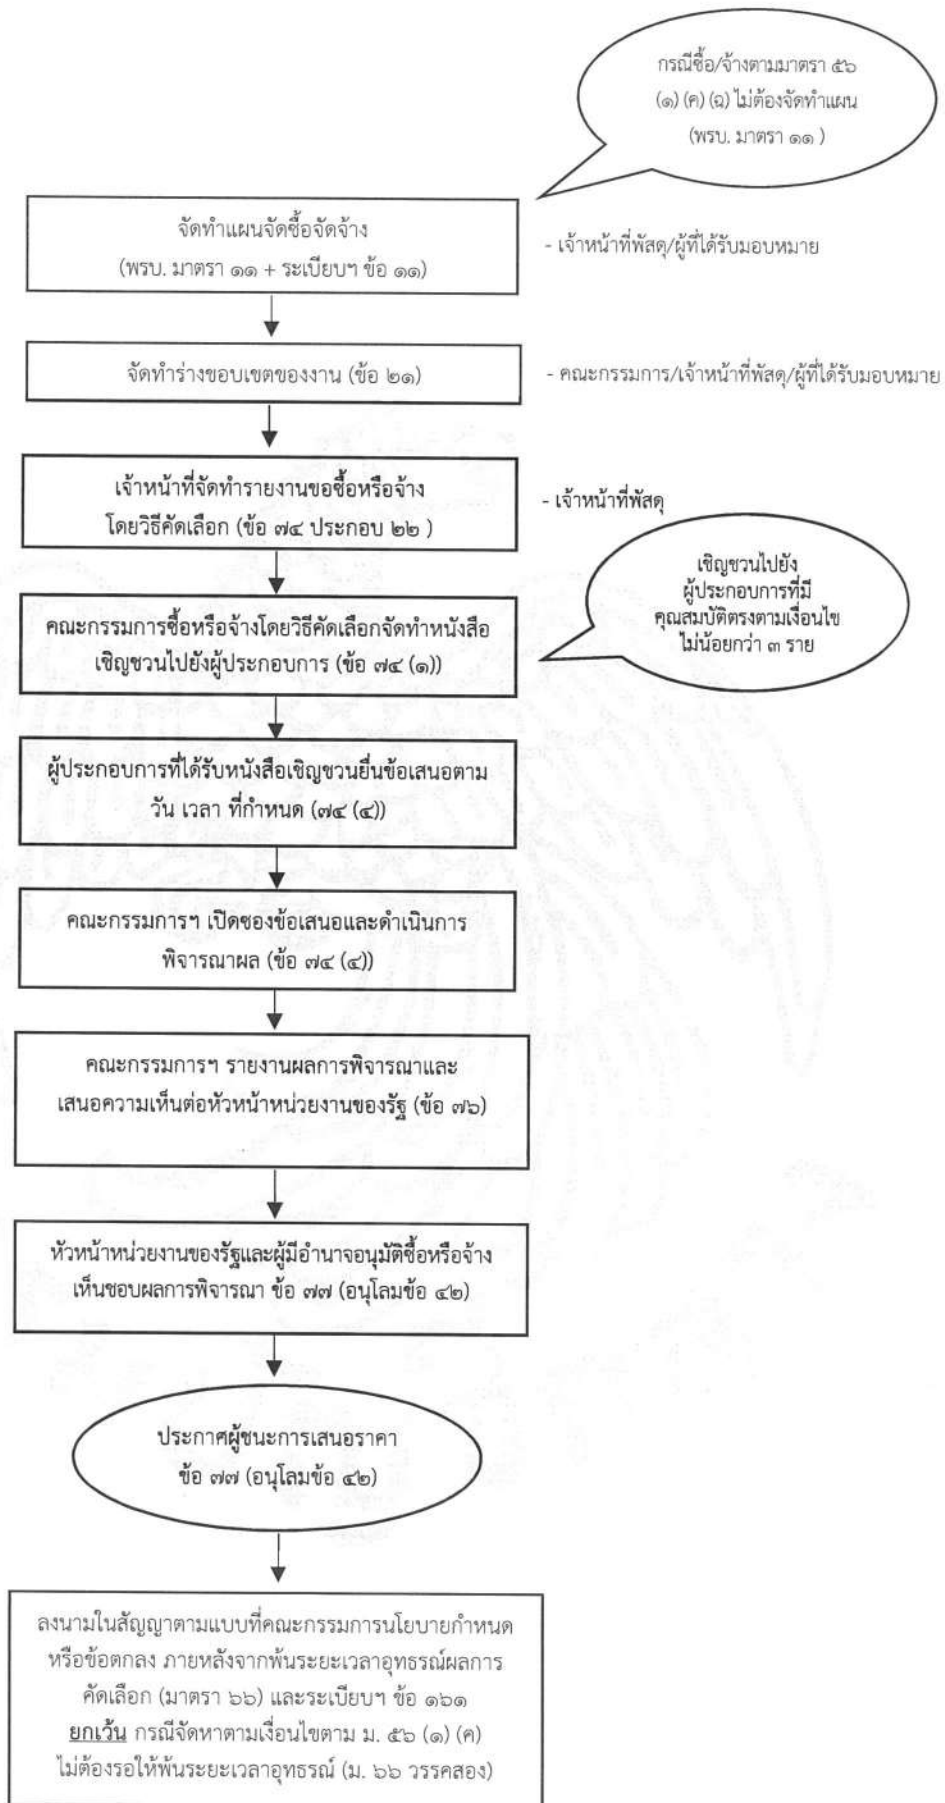 กรณีซื้อ/จ้างตามมาตรา ๕๖
(๑) (ค) (ฉ) ไม่ต้องจัดทำแผน
(พรบ. มาตรา ๑๑ )
จัดทำแผนจัดซื้อจัดจ้าง
(พรบ. มาตรา ๑๑ + ระเบียบฯ ข้อ ๑๑)
- เจ้าหน้าที่พัสดุ/ผู้ที่ได้รับมอบหมาย
จัดทำร่างขอบเขตของงาน (ข้อ ๒๑)
- คณะกรรมการ/เจ้าหน้าที่พัสดุ/ผู้ที่ได้รับมอบหมาย
เจ้าหน้าที่จัดทำรายงานขอซื้อหรือจ้าง
โดยวิธีคัดเลือก (ข้อ ๗๔ ประกอบ ๒๒ )
- เจ้าหน้าที่พัสดุ
เชิญชวนไปยัง
ผู้ประกอบการที่มี
คุณสมบัติตรงตามเงื่อนไข
ไม่น้อยกว่า ๓ ราย
คณะกรรมการซื้อหรือจ้างโดยวิธีคัดเลือกจัดทำหนังสือ
เชิญชวนไปยังผู้ประกอบการ (ข้อ ๗๔ (๑))
ผู้ประกอบการที่ได้รับหนังสือเชิญชวนยื่นข้อเสนอตาม
วัน เวลา ที่กำหนด (๗๔ (๔))
คณะกรรมการฯ เปิดซองข้อเสนอและดำเนินการ
พิจารณาผล (ข้อ ๗๔ (๔))
คณะกรรมการฯ รายงานผลการพิจารณาและ
เสนอความเห็นต่อหัวหน้าหน่วยงานของรัฐ (ข้อ ๗๖)
หัวหน้าหน่วยงานของรัฐและผู้มีอำนาจอนุมัติซื้อหรือจ้าง
เห็นชอบผลการพิจารณา ข้อ ๗๗ (อนุโลมข้อ ๔๒)
ประกาศผู้ชนะการเสนอราคา
ข้อ ๗๗ (อนุโลมข้อ ๔๒)
ลงนามในสัญญาตามแบบที่คณะกรรมการนโยบายกำหนด
หรือข้อตกลง ภายหลังจากพ้นระยะเวลาอุทธรณ์ผลการ
คัดเลือก (มาตรา ๖๖) และระเบียบฯ ข้อ ๑๖๑
ยกเว้น กรณีจัดหาตามเงื่อนไขตาม ม. ๕๖ (๑) (ค)
ไม่ต้องรอให้พ้นระยะเวลาอุทธรณ์ (ม. ๖๖ วรรคสอง)